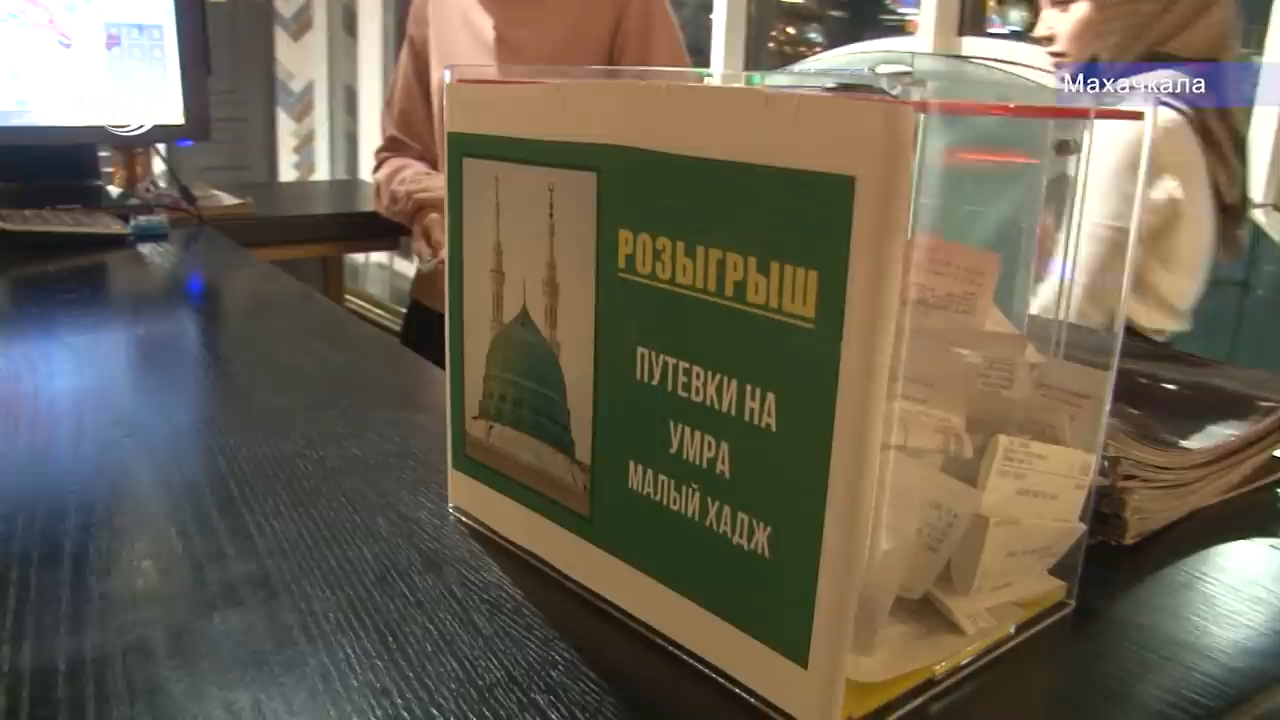 Махачкала
РОЗЫГРЫШ
ПУТЕВКИ НА
УМРА
МАЛЫЙ ХАДЖ